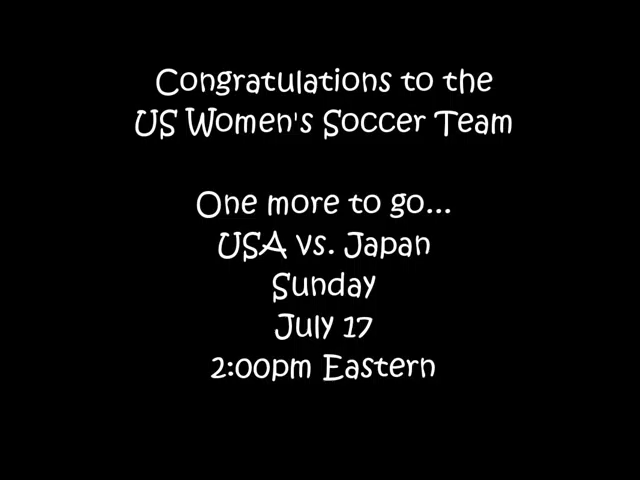 Congratulations to the
US Women's Soccer Team
One more to go...
USA vs. Japan
Sunday
July 17
2:00pm Eastern